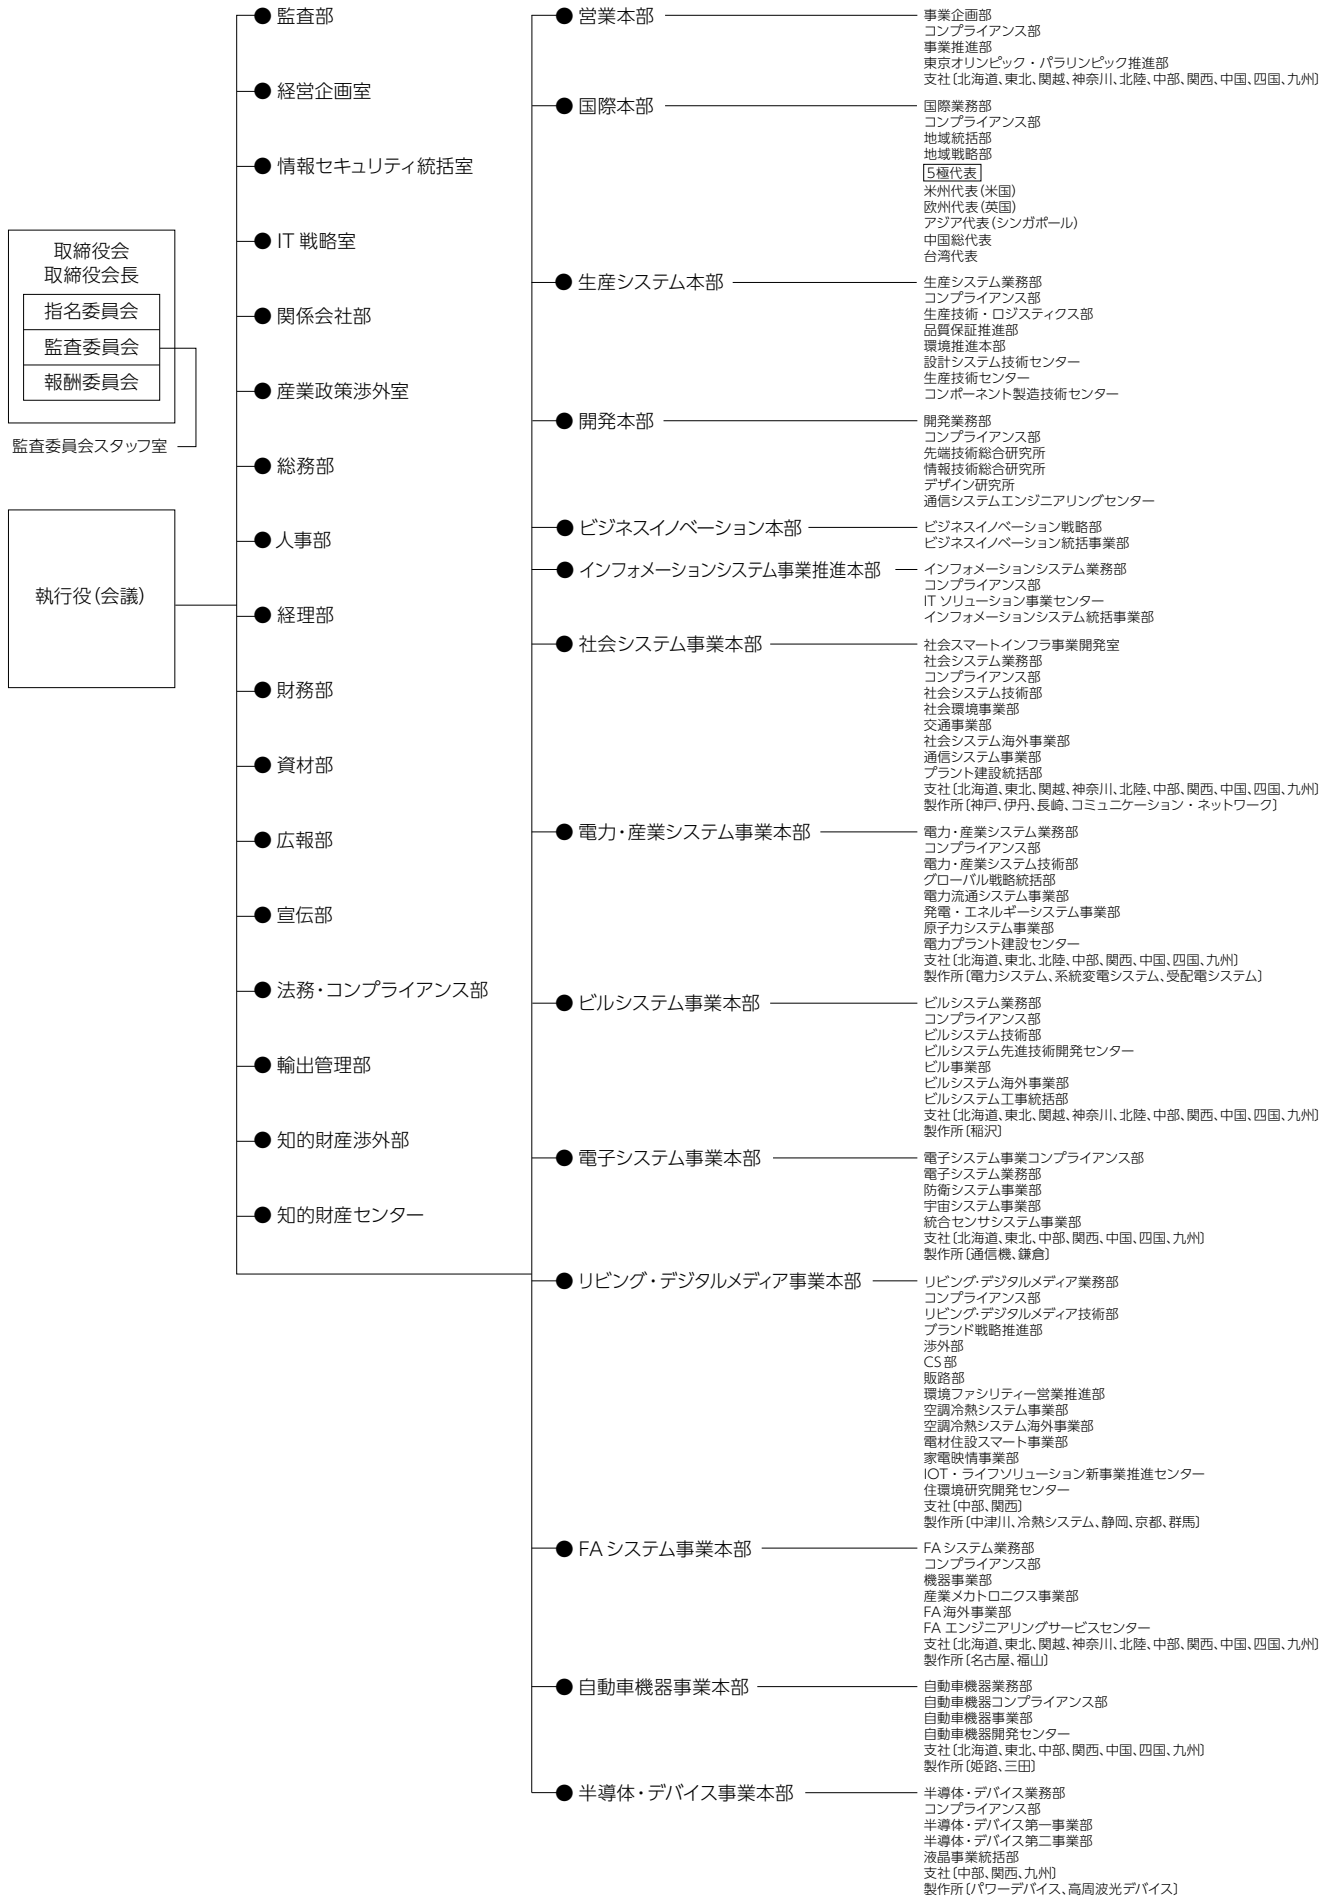 取締役会
取締役会長
指名委員会
監査委員会
報酬委員会
監査委員会スタッフ室
執行役(会議)
監査部
経営企画室
情報セキュリティ統括室
IT 戦略室
関係会社部
産業政策渉外室
総務部
人事部
経理部
財務部
資材部
広報部
宣伝部
法務・コンプライアンス部
輸出管理部
知的財産渉外部
知的財産センター
営業本部
事業企画部
コンプライアンス部
事業推進部
東京オリンピック・パラリンピック推進部
支社〔北海道、東北、関越、神奈川、北陸、中部、関西、中国、四国、九州〕
国際本部
国際業務部
コンプライアンス部
地域統括部
地域戦略部
5極代表
米州代表(米国)
欧州代表(英国)
アジア代表(シンガポール)
中国総代表
台湾代表
生産システム本部
生産システム業務部
コンプライアンス部
生産技術・ロジスティクス部
品質保証推進部
環境推進本部
設計システム技術センター
生産技術センター
コンポーネント製造技術センター
開発本部
開発業務部
コンプライアンス部
先端技術総合研究所
情報技術総合研究所
デザイン研究所
通信システムエンジニアリングセンター
ビジネスイノベーション本部
ビジネスイノベーション戦略部
ビジネスイノベーション統括事業部
インフォメーションシステム事業推進本部
インフォメーションシステム業務部
コンプライアンス部
IT ソリューション事業センター
インフォメーションシステム統括事業部
社会システム事業本部
社会スマートインフラ事業開発室
社会システム業務部
コンプライアンス部
社会システム技術部
社会環境事業部
交通事業部
社会システム海外事業部
通信システム事業部
プラント建設統括部
支社〔北海道、東北、関越、神奈川、北陸、中部、関西、中国、四国、九州〕
製作所〔神戸、伊丹、長崎、コミュニケーション・ネットワーク〕
電力・産業システム事業本部
電力・産業システム業務部
コンプライアンス部
電力・産業システム技術部
グローバル戦略統括部
電力流通システム事業部
発電・エネルギーシステム事業部
原子力システム事業部
電力プラント建設センター
支社〔北海道、東北、北陸、中部、関西、中国、四国、九州〕
製作所〔電力システム、系統変電システム、受配電システム〕
ビルシステム事業本部
ビルシステム業務部
コンプライアンス部
ビルシステム技術部
ビルシステム先進技術開発センター
ビル事業部
ビルシステム海外事業部
ビルシステム工事統括部
支社〔北海道、東北、関越、神奈川、北陸、中部、関西、中国、四国、九州〕
製作所〔稲沢〕
電子システム事業本部
電子システム事業コンプライアンス部
電子システム業務部
防衛システム事業部
宇宙システム事業部
統合センサシステム事業部
支社〔北海道、東北、中部、関西、中国、四国、九州〕
製作所〔通信機、鎌倉〕
リビング・デジタルメディア事業本部
リビング・デジタルメディア業務部
コンプライアンス部
リビング・デジタルメディア技術部
ブランド戦略推進部
渉外部
CS部
販路部
環境ファシリティー営業推進部
空調冷熱システム事業部
空調冷熱システム海外事業部
電材住設スマート事業部
家電映情事業部
IOT・ライフソリューション新事業推進センター
住環境研究開発センター
支社〔中部、関西〕
製作所〔中津川、冷熱システム、静岡、京都、群馬〕
FAシステム事業本部
FAシステム業務部
コンプライアンス部
機器事業部
産業メカトロニクス事業部
FA海外事業部
FA エンジニアリングサービスセンター
支社〔北海道、東北、関越、神奈川、北陸、中部、関西、中国、四国、九州〕
製作所〔名古屋、福山〕
自動車機器事業本部
自動車機器業務部
自動車機器コンプライアンス部
自動車機器事業部
自動車機器開発センター
支社〔北海道、東北、中部、関西、中国、四国、九州〕
製作所〔姫路、三田〕
半導体・デバイス事業本部
半導体・デバイス業務部
コンプライアンス部
半導体・デバイス第一事業部
半導体・デバイス第二事業部
液晶事業統括部
支社〔中部、関西、九州〕
製作所〔パワーデバイス、高周波光デバイス〕